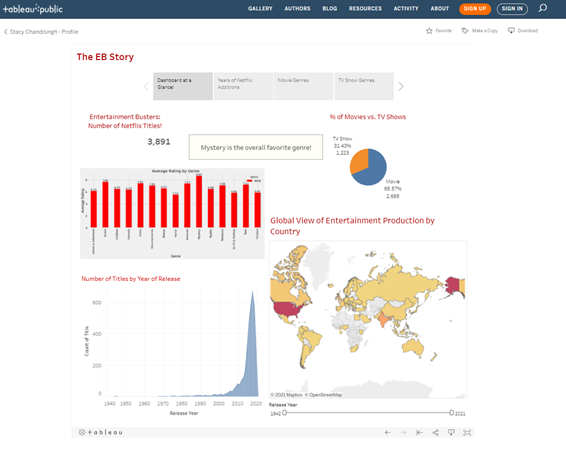 tableau public
GALLERY AUTHORS BLOG RESOURCES ACTIVITY ABOUT SIGN UP SIGN IN
Stacy Chandisingh - Profile
Favorite Make a Copy Download
The EB Story
Dashboard at a
Glance!
Years of Netflix
Additions
Movie Genres
TV Show Genres
Entertainment Busters:
Number of Netflix Titles!
3,891
Mystery is the overall favorite genre!
% of Movies vs. TV Shows
TV Show
31.43%
1,223
Movie
68.57%
2,668
Average Rating by Genre
Average Rating
Genre
Global View of Entertainment Production by
Country
© 2021 Mapbox © OpenStreetMap
Release Year
1942 2021
Number of Titles by Year of Release
Count of Title
600
400
200
0
1940 1950 1960 1970 1980 1990 2000 2010 2020
Release Year
+ a b l e a u